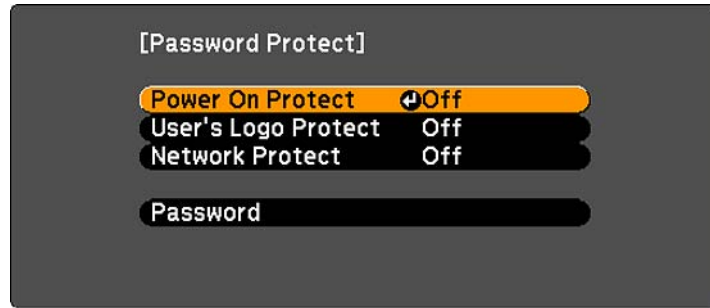 [Password Protect]
Power On Protect Off
User's Logo Protect Off
Network Protect Off
Password